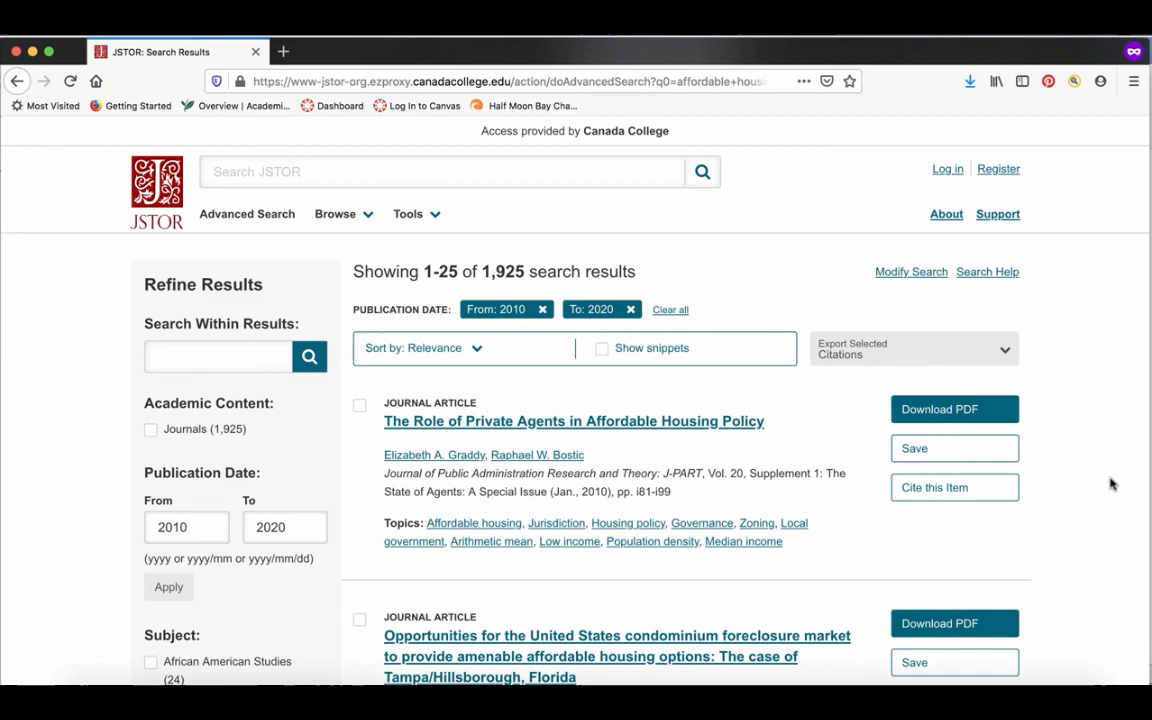 JSTOR: Search Results
https://www-jstor-org.ezproxy.canadacollege.edu/action/doAdvancedSearch?q0=affordable+housi
Most Visited Getting Started Overview | Academi... Dashboard Log In to Canvas Half Moon Bay Cha...
Access provided by Canada College
JSTOR
Search JSTOR
Log in Register
Advanced Search Browse Tools About Support
Refine Results
Search Within Results:
Academic Content:
Journals (1,925)
Publication Date:
From To
2010 2020
(yyyy or yyyy/mm or yyyy/mm/dd)
Apply
Subject:
African American Studies
(24)
Showing 1-25 of 1,925 search results
Modify Search Search Help
PUBLICATION DATE: From: 2010 To: 2020 Clear all
Sort by: Relevance Show snippets
Export Selected
Citations
JOURNAL ARTICLE
The Role of Private Agents in Affordable Housing Policy
Elizabeth A. Graddy, Raphael W. Bostic
Journal of Public Administration Research and Theory: J-PART, Vol. 20, Supplement 1: The
State of Agents: A Special Issue (Jan., 2010), pp. i81-i99
Topics: Affordable housing, Jurisdiction, Housing policy, Governance, Zoning, Local
government, Arithmetic mean, Low income, Population density, Median income
Download PDF
Save
Cite this Item
JOURNAL ARTICLE
Opportunities for the United States condominium foreclosure market
to provide amenable affordable housing options: The case of
Tampa/Hillsborough, Florida
Download PDF
Save